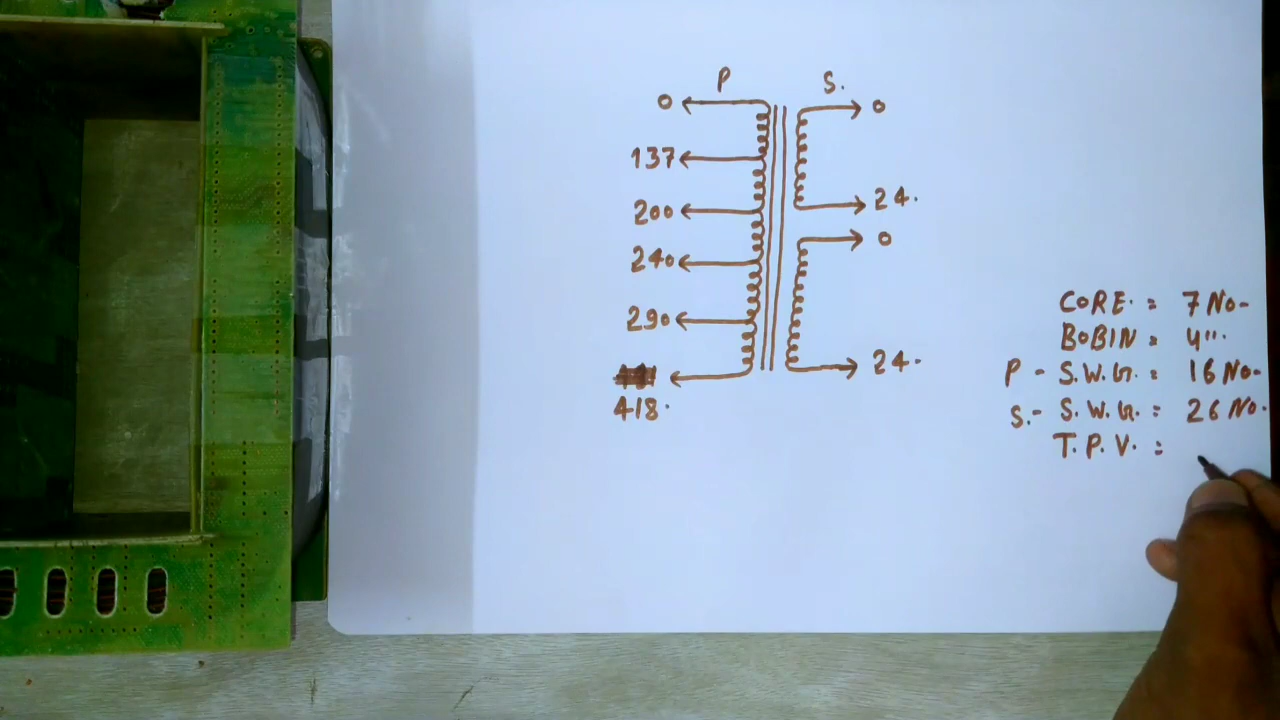 P S.
0 0
137
200 24.
240 0
290
24.
418.
CORE. = 7 No-
BOBIN = 4"
P - S.W.G. = 16 No-
S.- S.W.G. = 26 No.
T.P.V. =